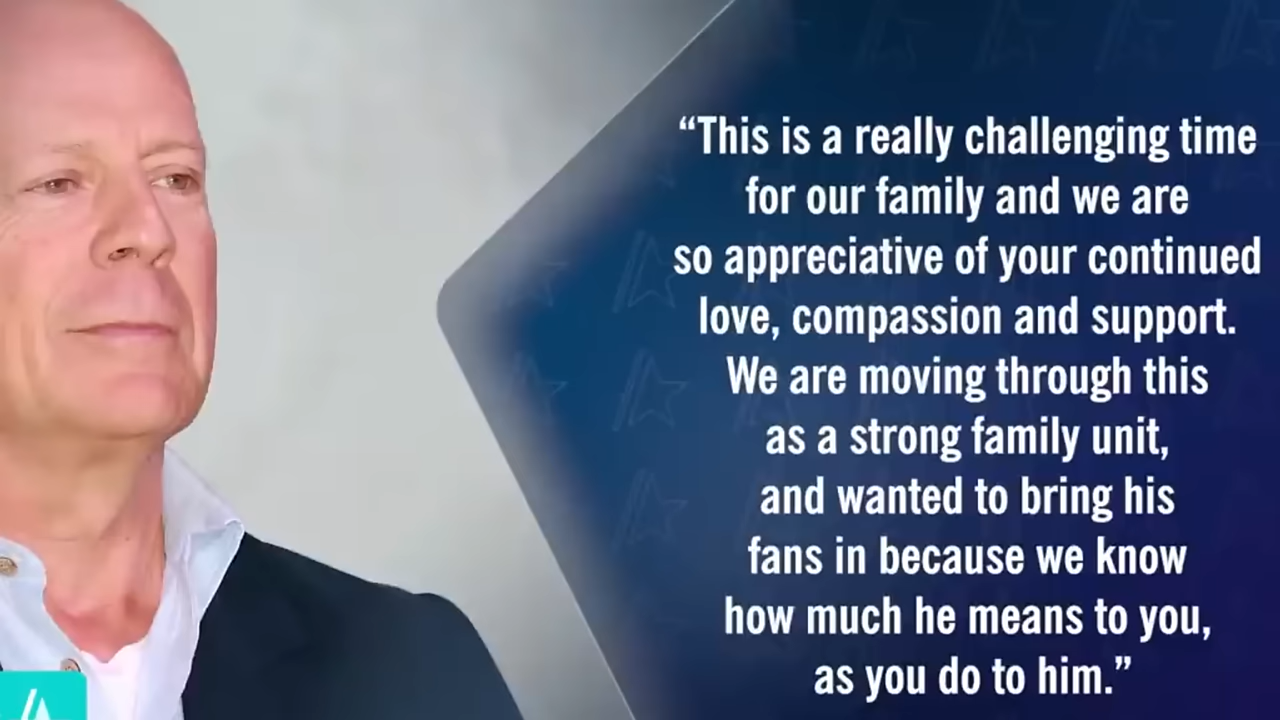 “This is a really challenging time
for our family and we are
so appreciative of your continued
love, compassion and support.
We are moving through this
as a strong family unit,
and wanted to bring his
fans in because we know
how much he means to you,
as you do to him.”